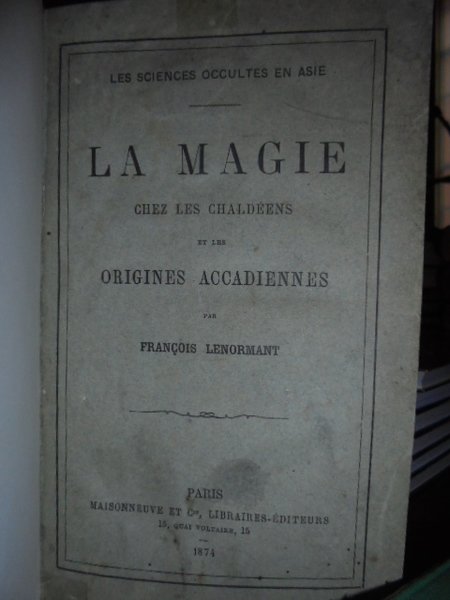 LES SCIENCES OCCULTES EN ASIE
LA MAGIE
CHEZ LES CHALDÉENS
ET LES
ORIGINES ACCADIENNES
PAR
FRANÇOIS LENORMANT
PARIS
MAISONNEUVE ET Cie, LIBRAIRES-ÉDITEURS
15, QUAI VOLTAIRE, 15
1874